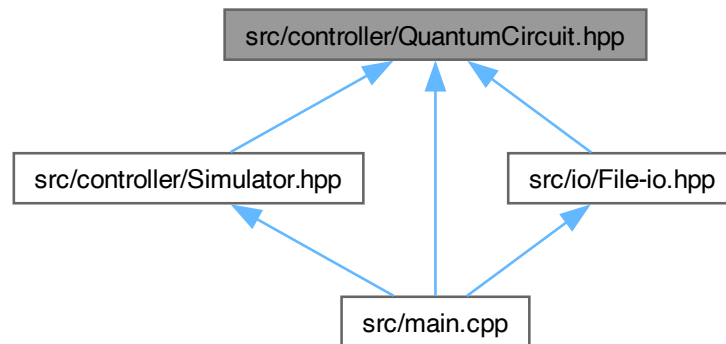 src/controller/QuantumCircuit.hpp
src/controller/Simulator.hpp
src/io/File-io.hpp
src/main.cpp